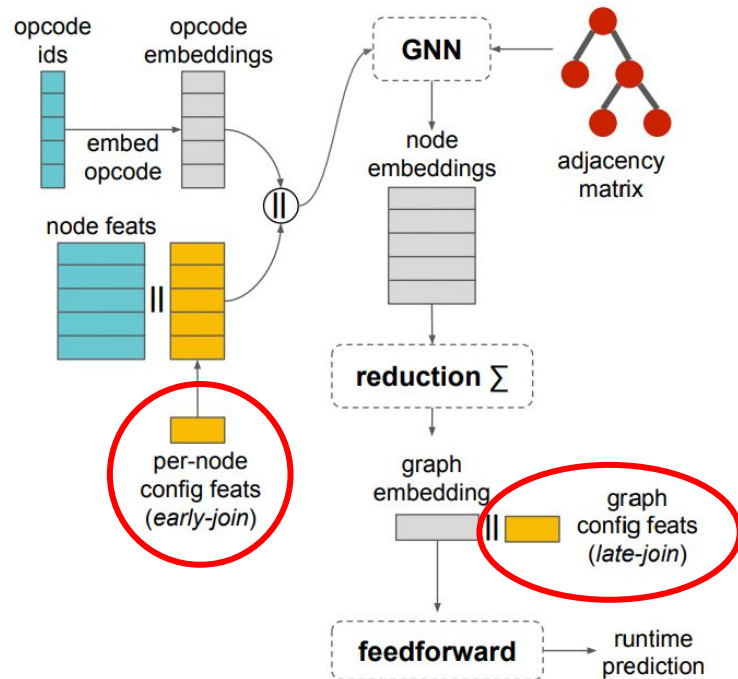 opcode
ids
opcode
embeddings
embed
opcode
||
node feats
||
per-node
config feats
(early-join)
GNN
adjacency
matrix
node
embeddings
reduction Σ
graph
embedding
||
graph
config feats
(late-join)
feedforward
runtime
prediction